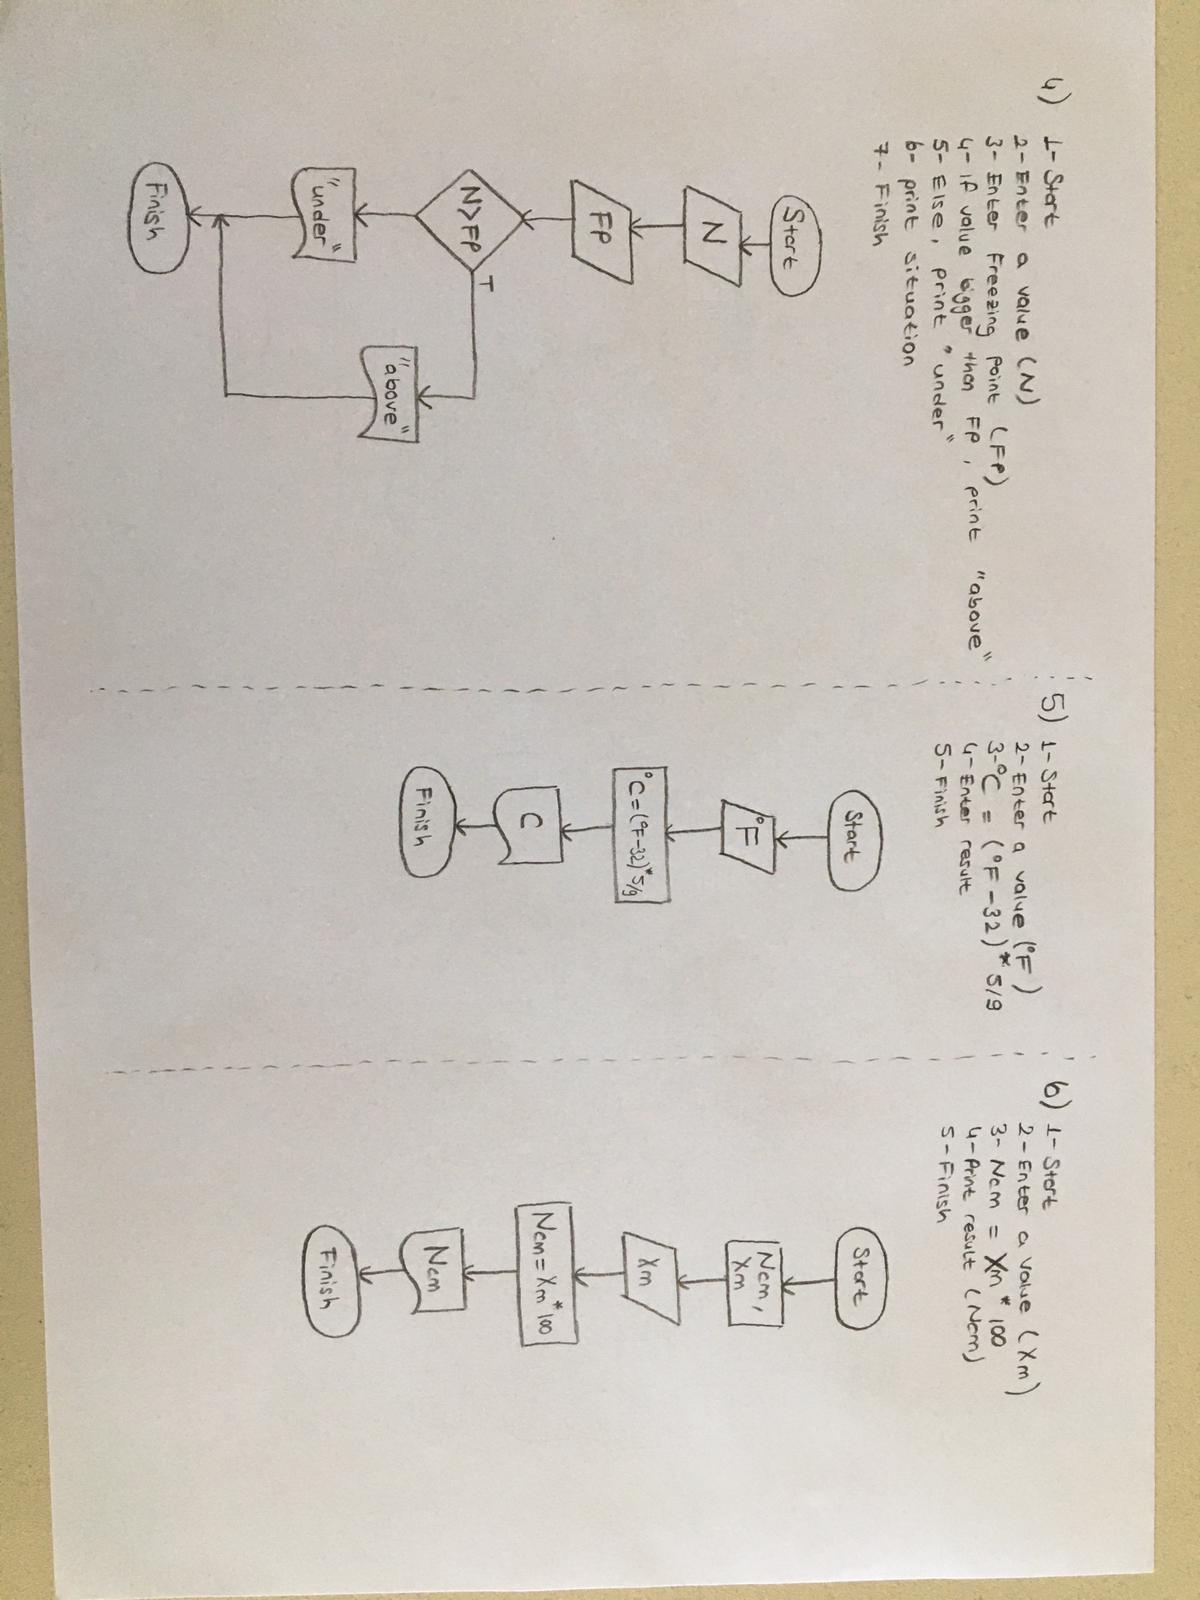 4) 1- Start
2- Enter a value (N)
3- Enter Freezing Point (FP)
4- if value bigger then FP, print "above"
5- Else, print "under"
6- print situation
7- Finish
Start
N
FP
N>FP
T
"above"
"under"
Finish
5) 1- Start
2- Enter a value (°F)
3-°C = (°F-32)* 5/9
4- Enter result
5- Finish
Start
°F
°C=(°F-32)*5/9
C
Finish
6) 1- Start
2- Enter a value (Xm)
3- Ncm = Xm * 100
4- Print result (Ncm)
5- Finish
Start
Ncm,
Xm
Xm
Ncm=Xm*100
Ncm
Finish